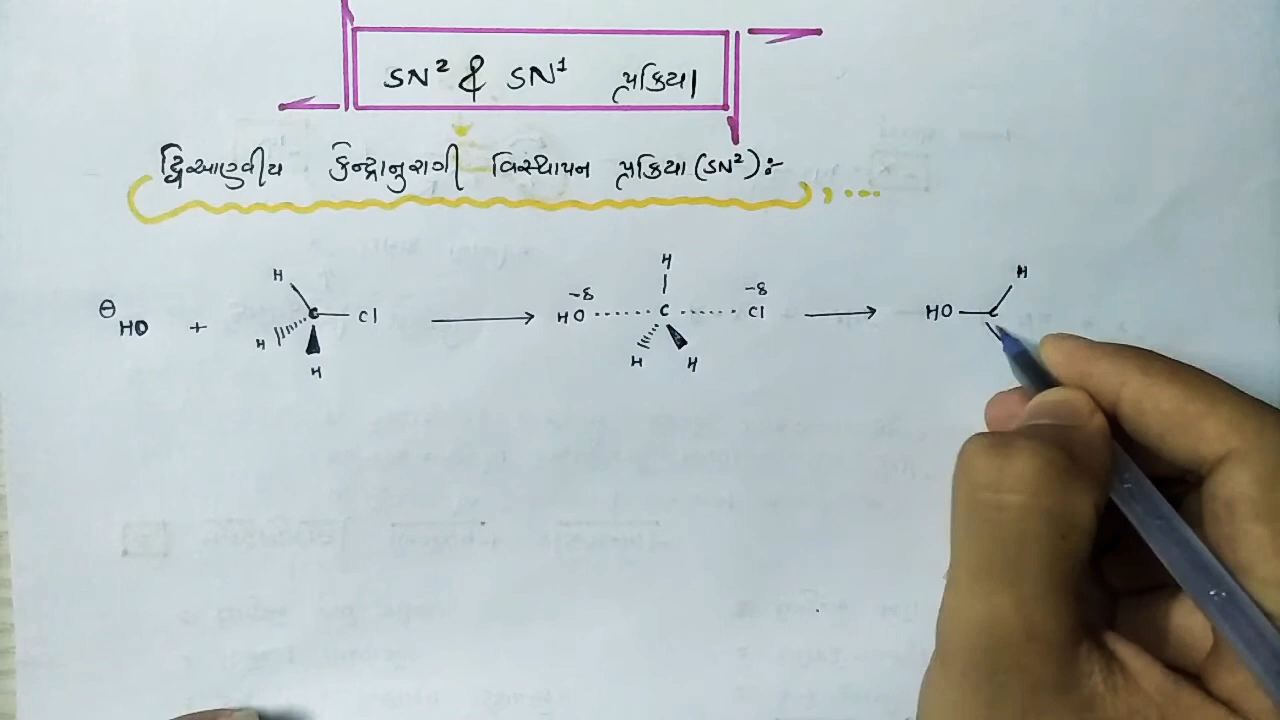 SN² & SN¹ પ્રક્રિયા
દ્વિઆણ્વીય કેન્દ્રાનુરાગી વિસ્થાપન પ્રક્રિયા (SN²) :-
H H H
⊖ -δ -δ
HO + C Cl → HO C Cl → HO C
H H H H